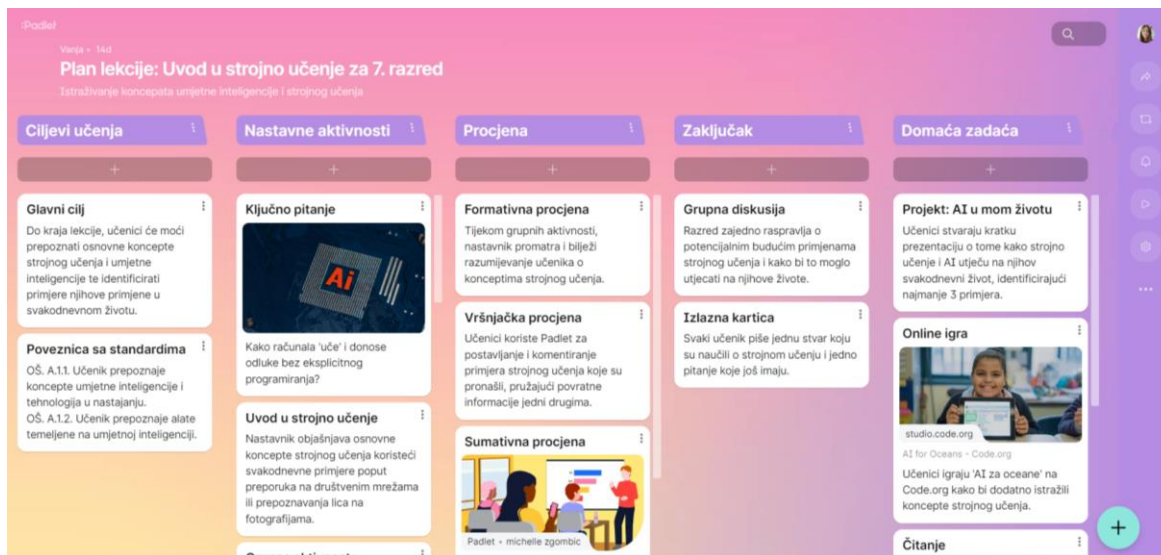 :Padlet
Vanja • 14d
Plan lekcije: Uvod u strojno učenje za 7. razred
Istraživanje koncepata umjetne inteligencije i strojnog učenja
Ciljevi učenja
Glavni cilj
Do kraja lekcije, učenici će moći
prepoznati osnovne koncepte
strojnog učenja i umjetne
inteligencije te identificirati
primjere njihove primjene u
svakodnevnom životu.
Poveznica sa standardima
OŠ. A.1.1. Učenik prepoznaje
koncepte umjetne inteligencije i
tehnologija u nastajanju.
OŠ. A.1.2. Učenik prepoznaje alate
temeljene na umjetnoj inteligenciji.
Nastavne aktivnosti
Ključno pitanje
Ai
Kako računala 'uče' i donose
odluke bez eksplicitnog
programiranja?
Uvod u strojno učenje
Nastavnik objašnjava osnovne
koncepte strojnog učenja koristeći
svakodnevne primjere poput
preporuka na društvenim mrežama
ili prepoznavanja lica na
fotografijama.
Procjena
Formativna procjena
Tijekom grupnih aktivnosti,
nastavnik promatra i bilježi
razumijevanje učenika o
konceptima strojnog učenja.
Vršnjačka procjena
Učenici koriste Padlet za
postavljanje i komentiranje
primjera strojnog učenja koje su
pronašli, pružajući povratne
informacije jedni drugima.
Sumativna procjena
Padlet • michelle zgombic
Zaključak
Grupna diskusija
Razred zajedno raspravlja o
potencijalnim budućim primjenama
strojnog učenja i kako bi to moglo
utjecati na njihove živote.
Izlazna kartica
Svaki učenik piše jednu stvar koju
su naučili o strojnom učenju i jedno
pitanje koje još imaju.
Domaća zadaća
Projekt: AI u mom životu
Učenici stvaraju kratku
prezentaciju o tome kako strojno
učenje i AI utječu na njihov
svakodnevni život, identificirajući
najmanje 3 primjera.
Online igra
studio.code.org
AI for Oceans - Code.org
Učenici igraju 'AI za oceane' na
Code.org kako bi dodatno istražili
koncepte strojnog učenja.
Čitanje